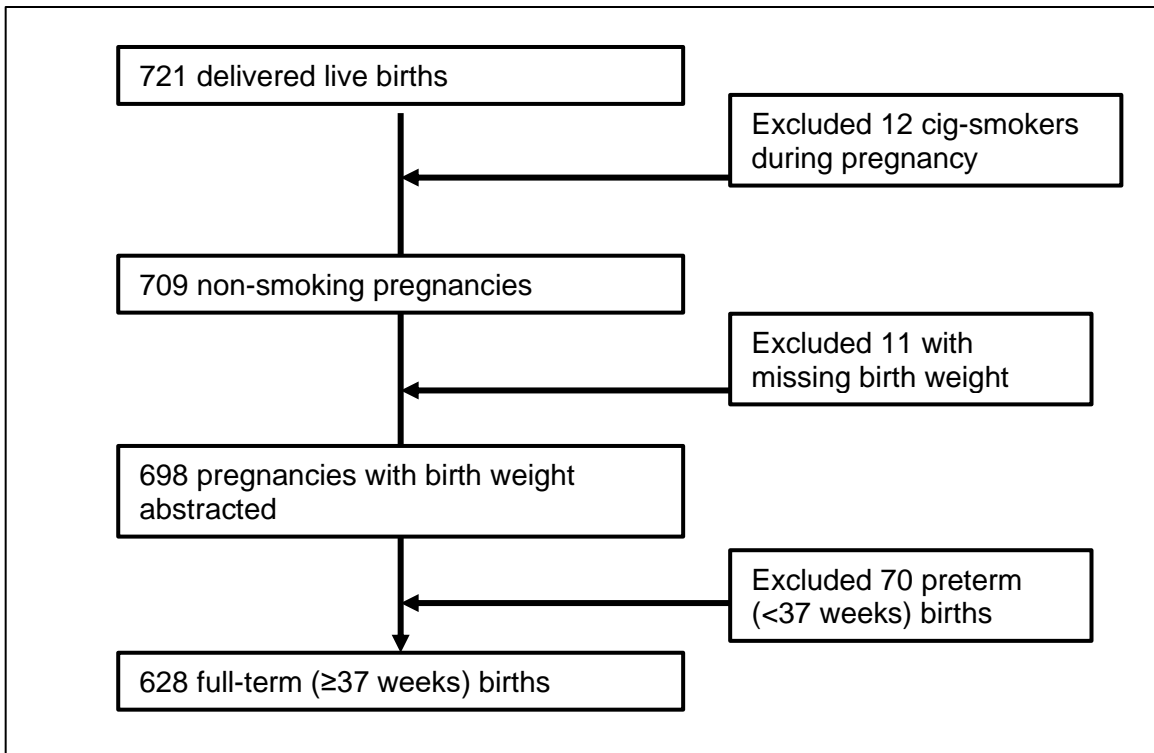 721 delivered live births
Excluded 12 cig-smokers
during pregnancy
709 non-smoking pregnancies
Excluded 11 with
missing birth weight
698 pregnancies with birth weight
abstracted
Excluded 70 preterm
(<37 weeks) births
628 full-term (≥37 weeks) births